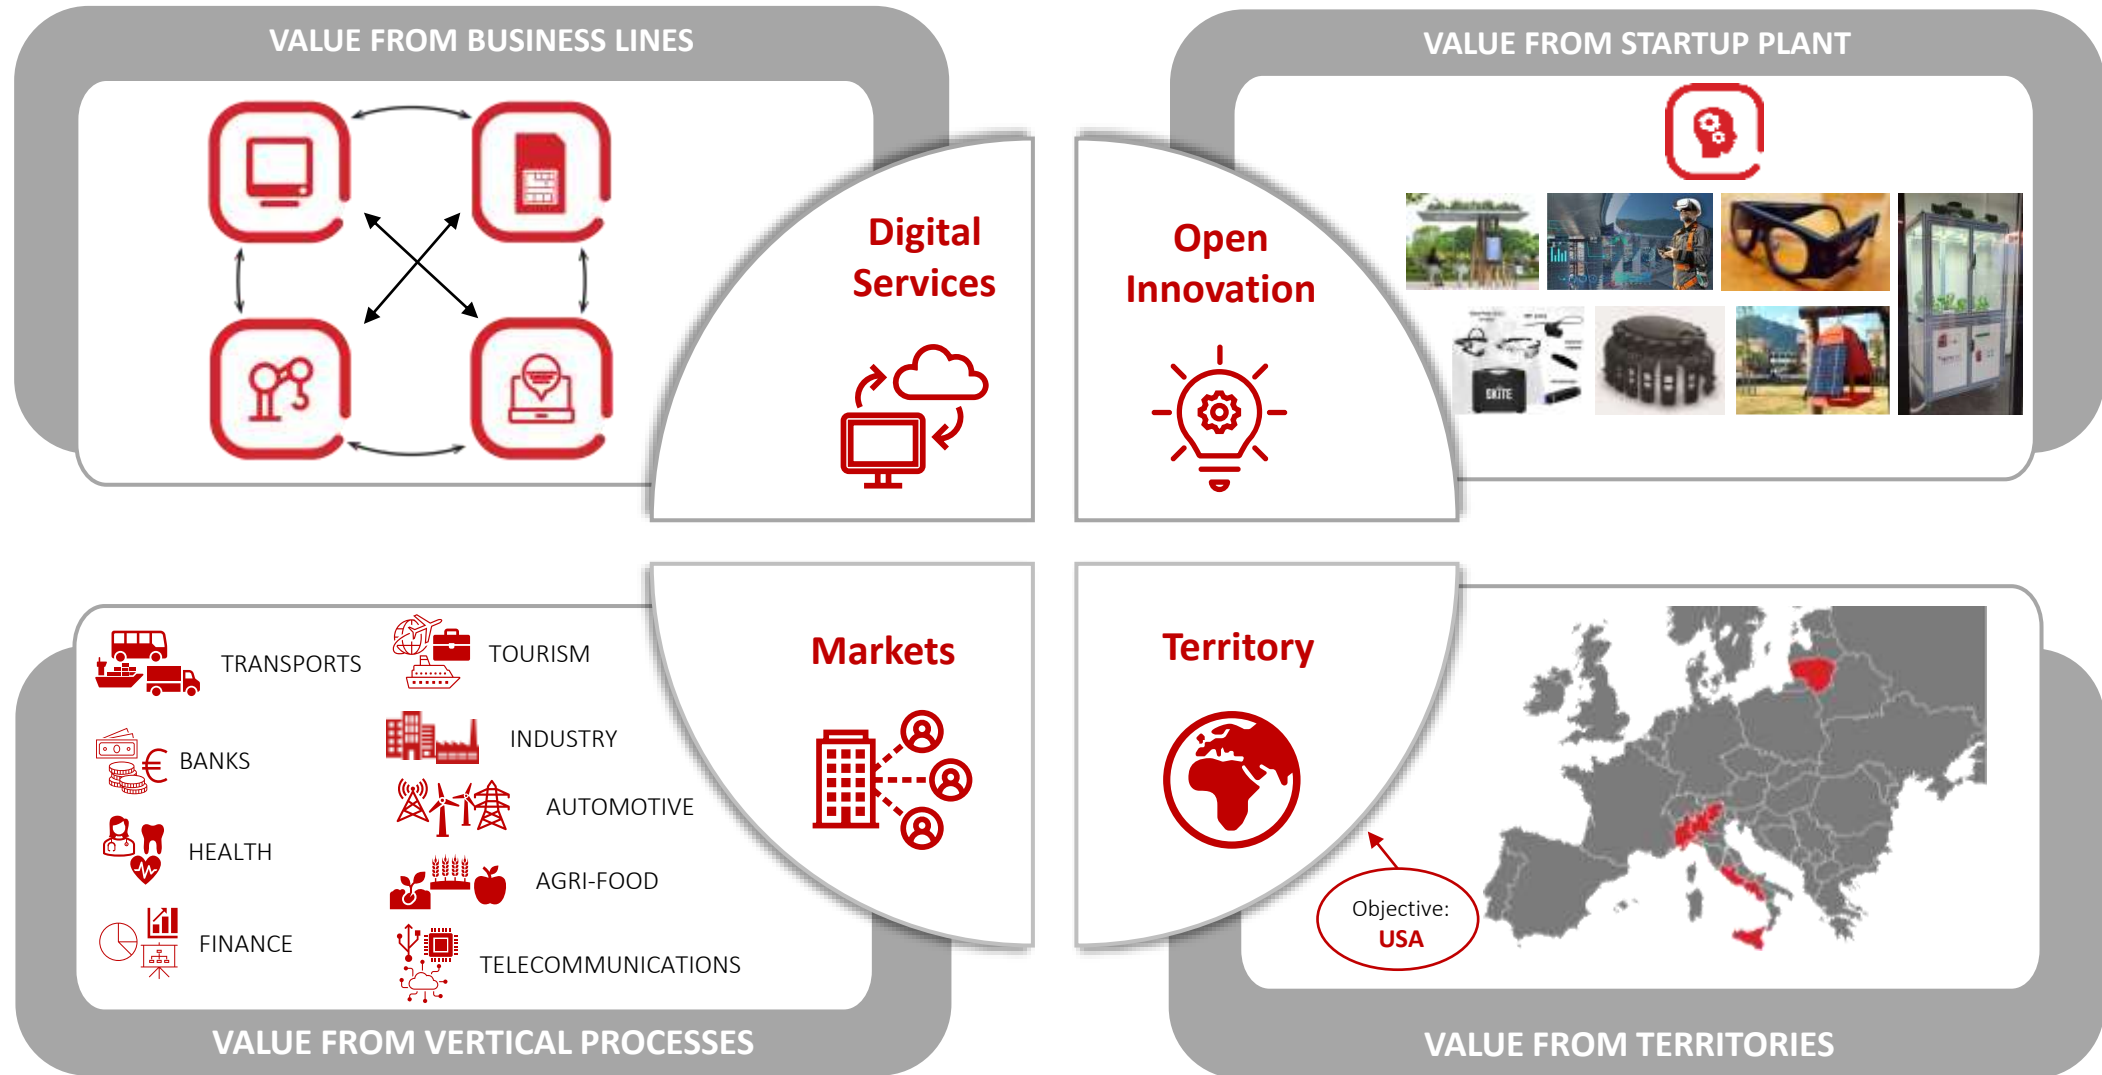 VALUE FROM BUSINESS LINES
VALUE FROM STARTUP PLANT
Digital
Services
Open
Innovation
SKITE
Markets
Territory
TRANSPORTS
TOURISM
BANKS
INDUSTRY
AUTOMOTIVE
HEALTH
AGRI-FOOD
FINANCE
TELECOMMUNICATIONS
Objective:
USA
VALUE FROM VERTICAL PROCESSES
VALUE FROM TERRITORIES